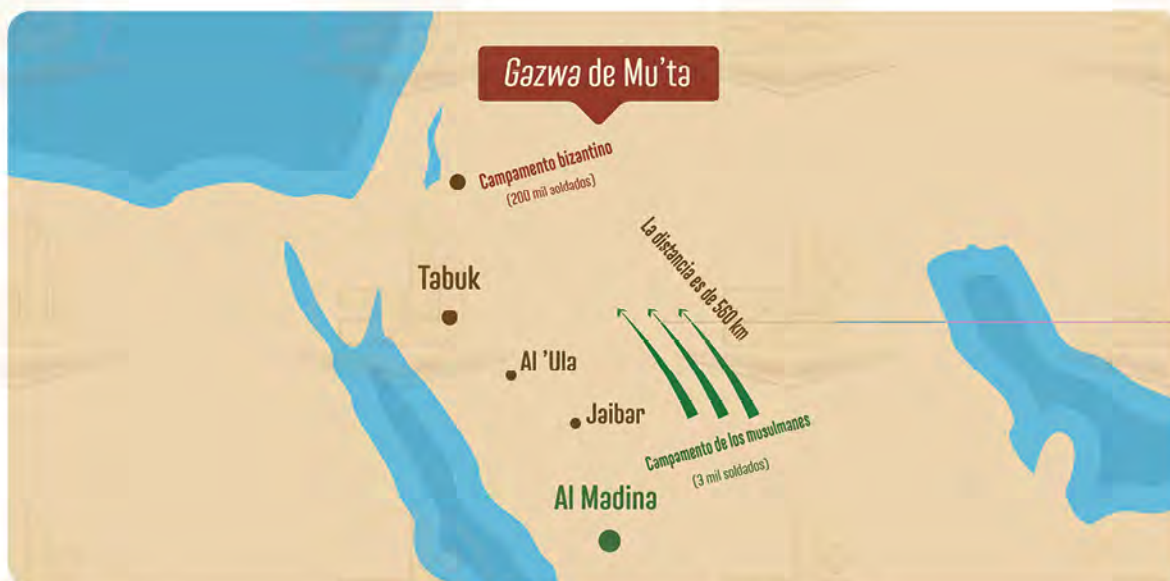 Gazwa de Mu'ta
Campamento bizantino
(200 mil soldados)
La distancia es de 560 km
Tabuk
Al 'Ula
Jaibar
Campamento de los musulmanes
(3 mil soldados)
Al Madina